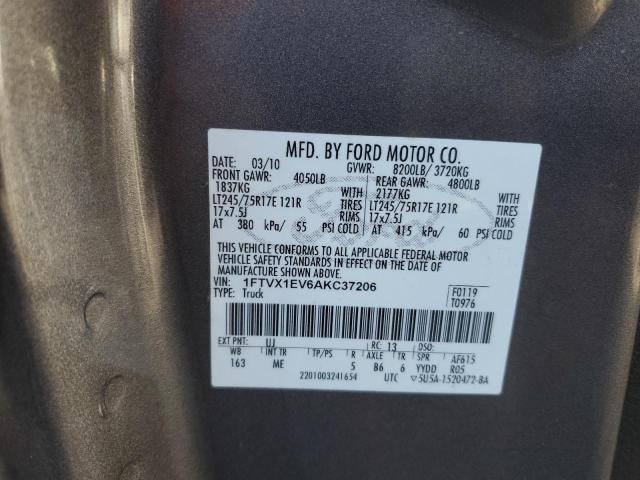 MFD. BY FORD MOTOR CO.
DATE: 03/10 GVWR: 8200LB/ 3720KG
FRONT GAWR: 4050LB REAR GAWR: 4800LB
1837KG WITH 2177KG WITH
LT245/75R17E 121R TIRES LT245/75R17E 121R TIRES
17x7.5J RIMS 17x7.5J RIMS
AT 380 kPa/ 55 PSI COLD AT 415 kPa/ 60 PSI COLD
THIS VEHICLE CONFORMS TO ALL APPLICABLE FEDERAL MOTOR
VEHICLE SAFETY STANDARDS IN EFFECT ON THE DATE OF
MANUFACTURE SHOWN ABOVE.
VIN: 1FTVX1EV6AKC37206 F0119
TYPE: Truck T0976
EXT PNT: UJ RC: 13 DSO:
WB INT TR TP/PS R AXLE TR SPR AF615
163 ME 5 B6 6 YYDD R05
2201003241654 UTC ▽5U5A-1520472-BA